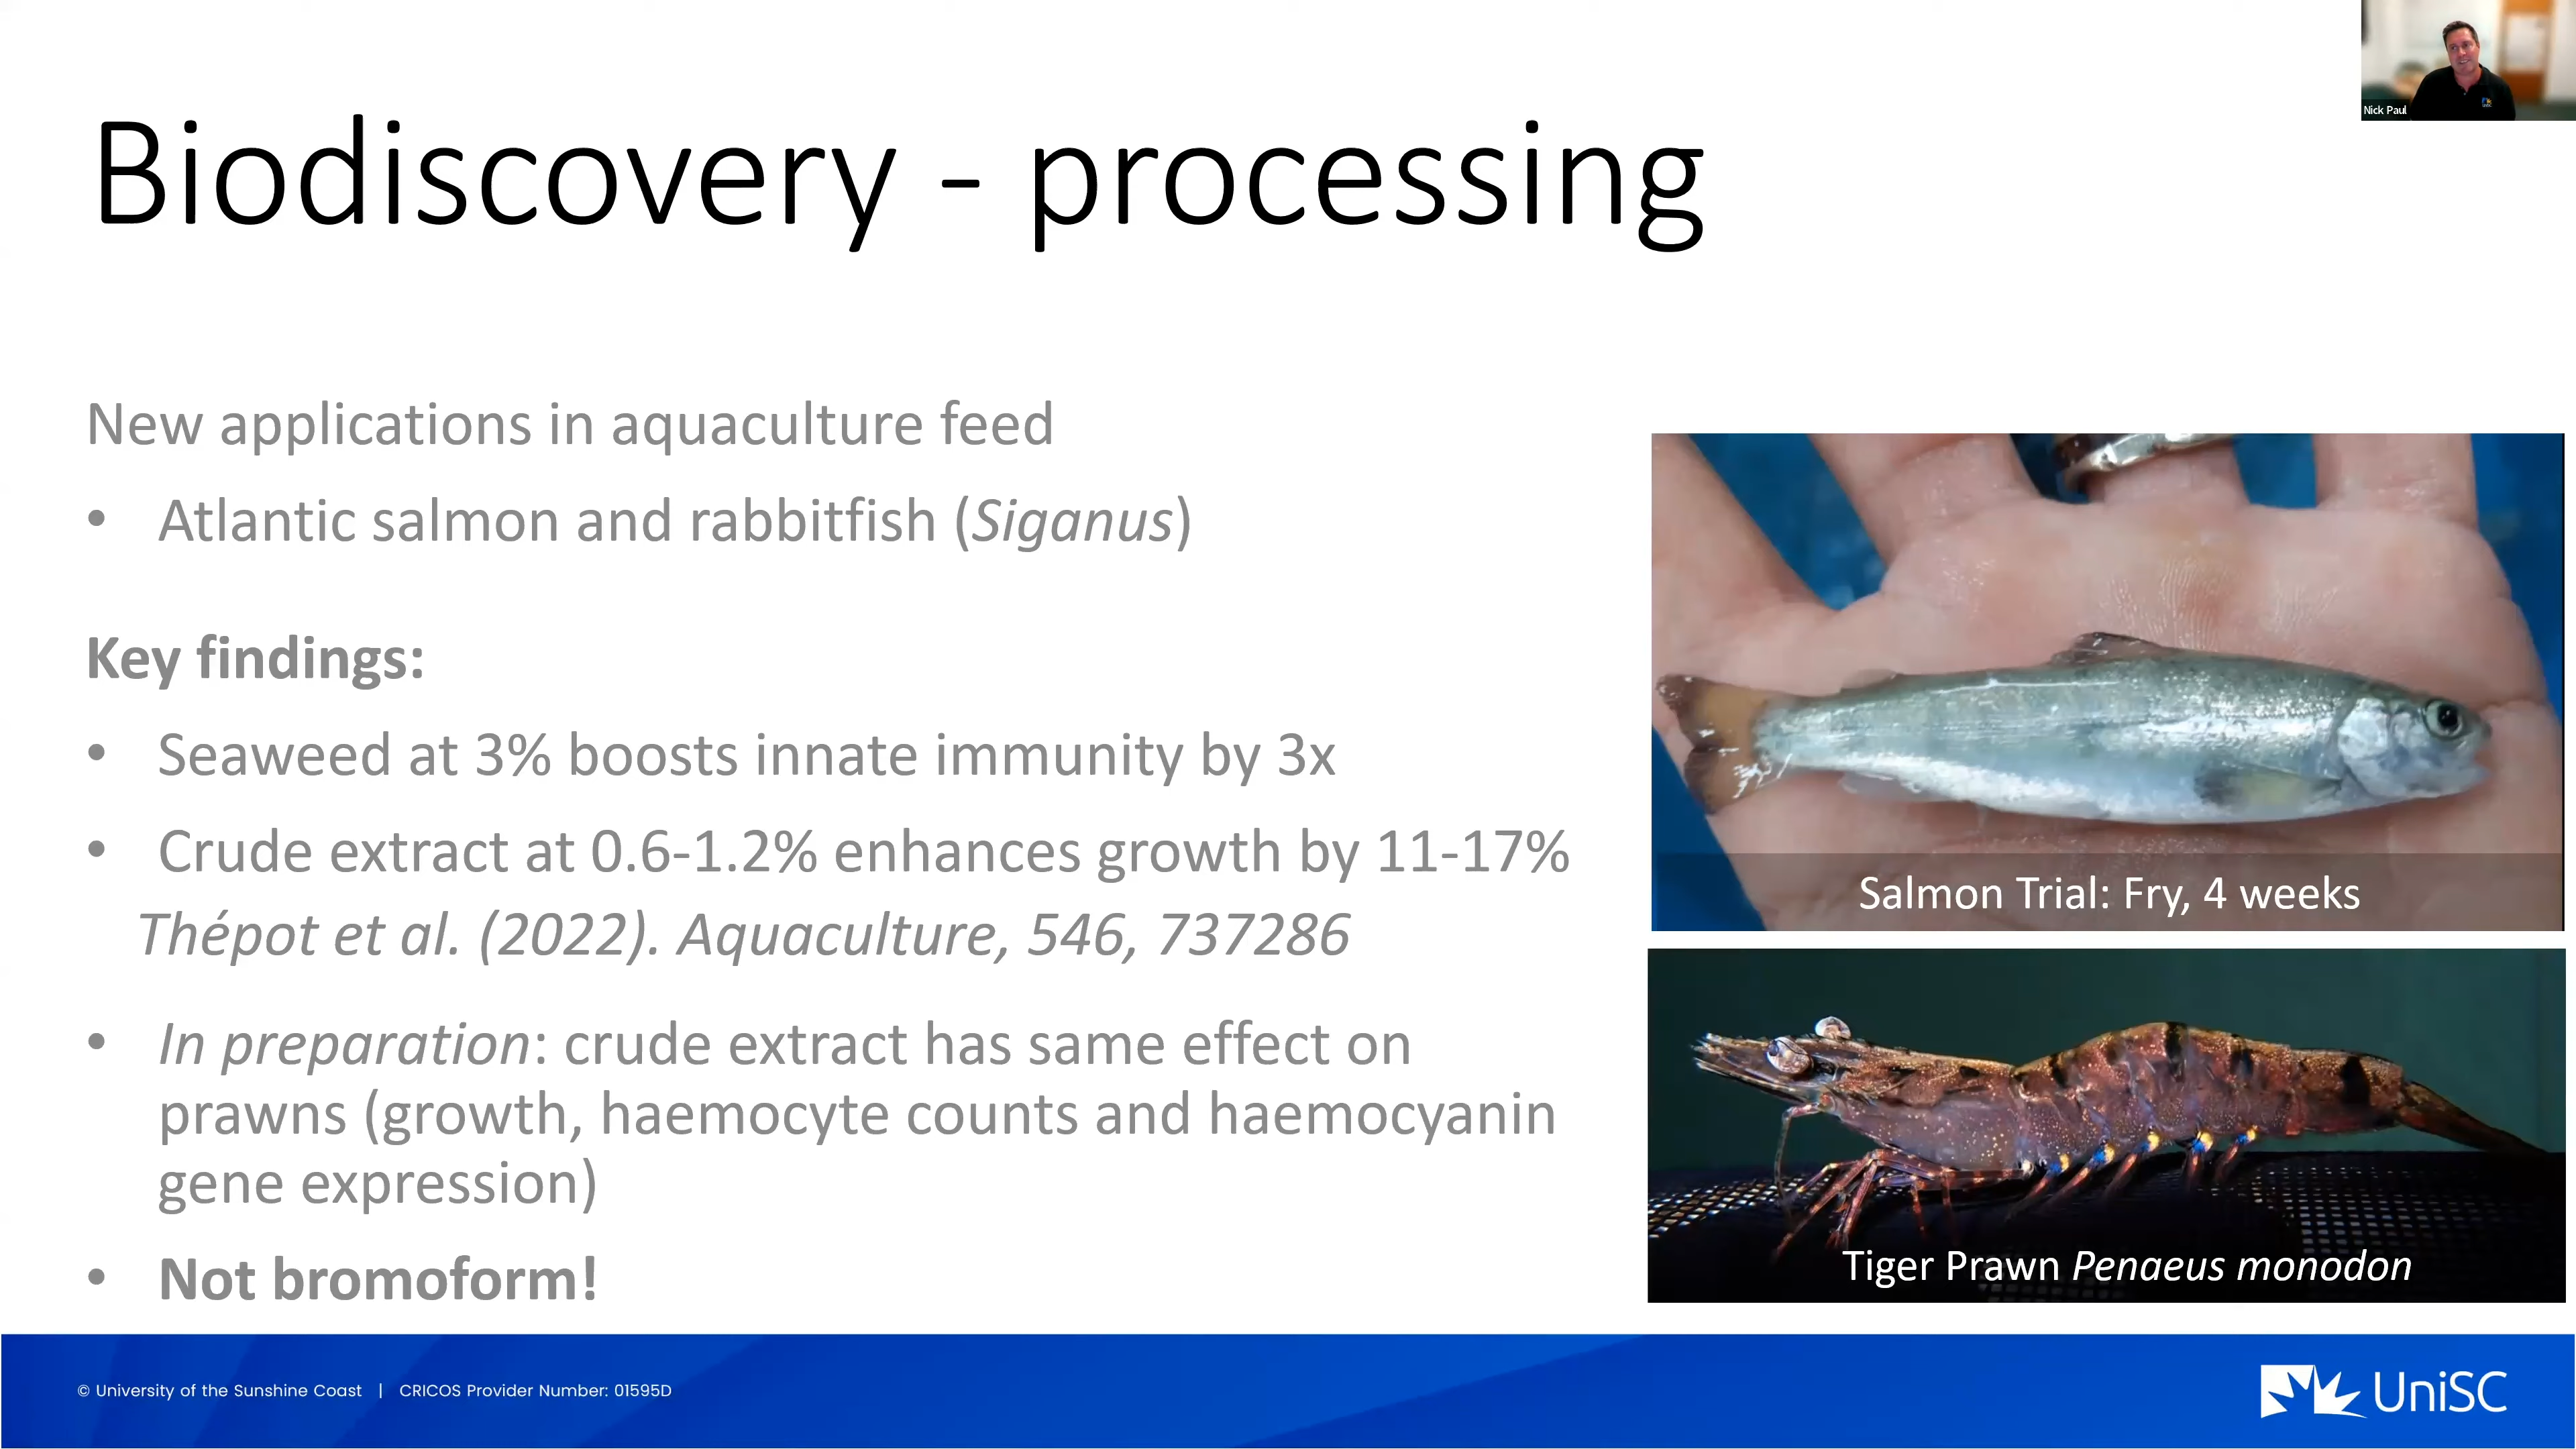 Nick Paul
Biodiscovery - processing
New applications in aquaculture feed
• Atlantic salmon and rabbitfish (Siganus)
Key findings:
• Seaweed at 3% boosts innate immunity by 3x
• Crude extract at 0.6-1.2% enhances growth by 11-17%
Thépot et al. (2022). Aquaculture, 546, 737286
• In preparation: crude extract has same effect on
prawns (growth, haemocyte counts and haemocyanin
gene expression)
• Not bromoform!
Salmon Trial: Fry, 4 weeks
Tiger Prawn Penaeus monodon
© University of the Sunshine Coast | CRICOS Provider Number: 01595D
UniSC